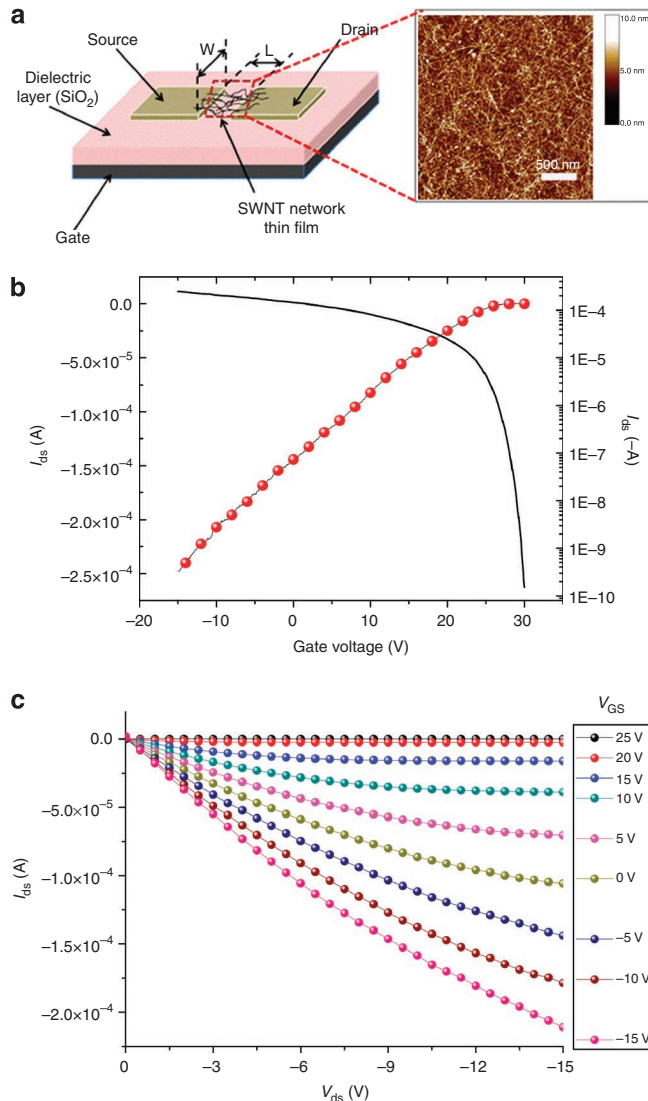 a
Source
W
L
Drain
Dielectric
layer (SiO2)
Gate
SWNT network
thin film
10.0 nm
5.0 nm
0.0 nm
500 nm
b
0.0
−5.0×10−5
−1.0×10−4
−1.5×10−4
−2.0×10−4
−2.5×10−4
Ids (A)
1E−4
1E−5
1E−6
1E−7
1E−8
1E−9
1E−10
Ids (−A)
−20
−10
0
10
20
30
Gate voltage (V)
c
0.0
−5.0×10−5
−1.0×10−4
−1.5×10−4
−2.0×10−4
Ids (A)
0
−3
−6
−9
−12
−15
Vds (V)
VGS
25 V
20 V
15 V
10 V
5 V
0 V
−5 V
−10 V
−15 V